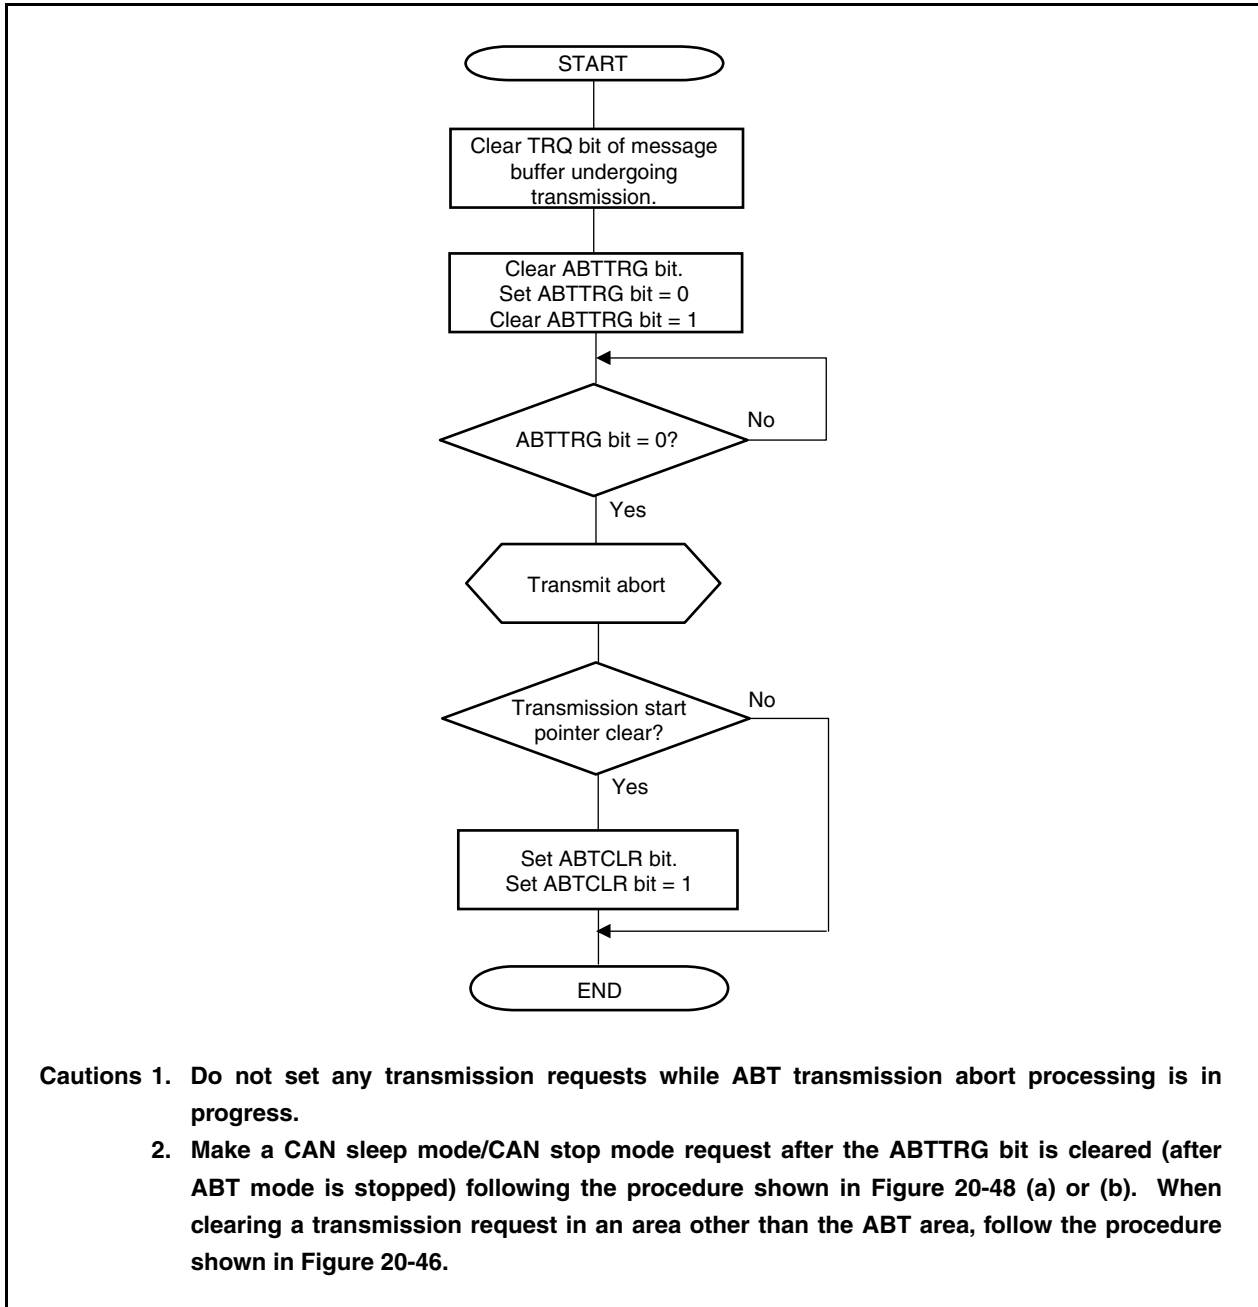 START
Clear TRQ bit of message
buffer undergoing
transmission.
Clear ABTTRG bit.
Set ABTTRG bit = 0
Clear ABTTRG bit = 1
ABTTRG bit = 0?
No
Yes
Transmit abort
Transmission start
pointer clear?
No
Yes
Set ABTCLR bit.
Set ABTCLR bit = 1
END
Cautions 1. Do not set any transmission requests while ABT transmission abort processing is in
progress.
2. Make a CAN sleep mode/CAN stop mode request after the ABTTRG bit is cleared (after
ABT mode is stopped) following the procedure shown in Figure 20-48 (a) or (b). When
clearing a transmission request in an area other than the ABT area, follow the procedure
shown in Figure 20-46.